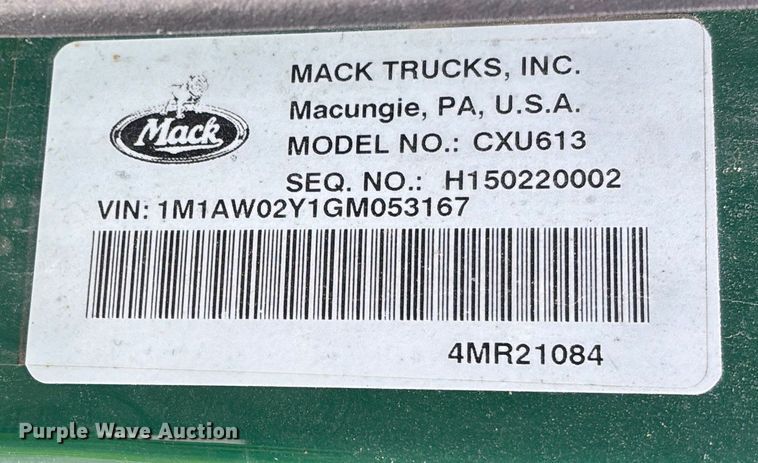 Mack
MACK TRUCKS, INC.
Macungie, PA, U.S.A.
MODEL NO.: CXU613
SEQ. NO.: H150220002
VIN: 1M1AW02Y1GM053167
4MR21084
Purple Wave Auction